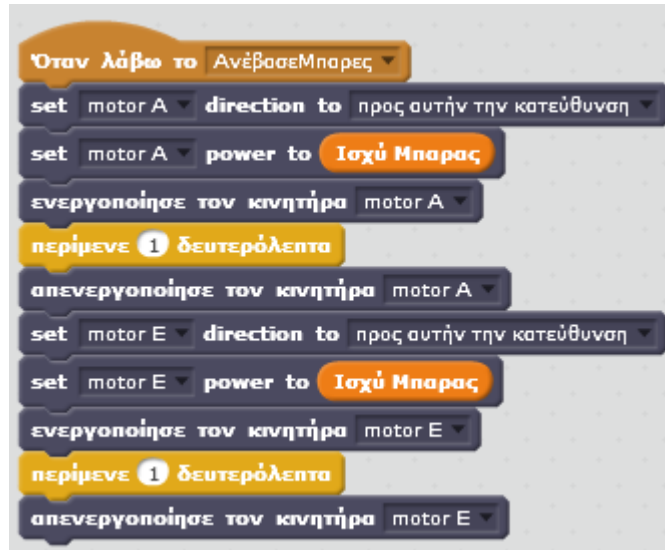 Όταν λάβω το ΑνέβασεΜπαρες
set motor A direction to προς αυτήν την κατεύθυνση
set motor A power to Ισχύ Μπαρας
ενεργοποίησε τον κινητήρα motor A
περίμενε 1 δευτερόλεπτα
απενεργοποίησε τον κινητήρα motor A
set motor E direction to προς αυτήν την κατεύθυνση
set motor E power to Ισχύ Μπαρας
ενεργοποίησε τον κινητήρα motor E
περίμενε 1 δευτερόλεπτα
απενεργοποίησε τον κινητήρα motor E